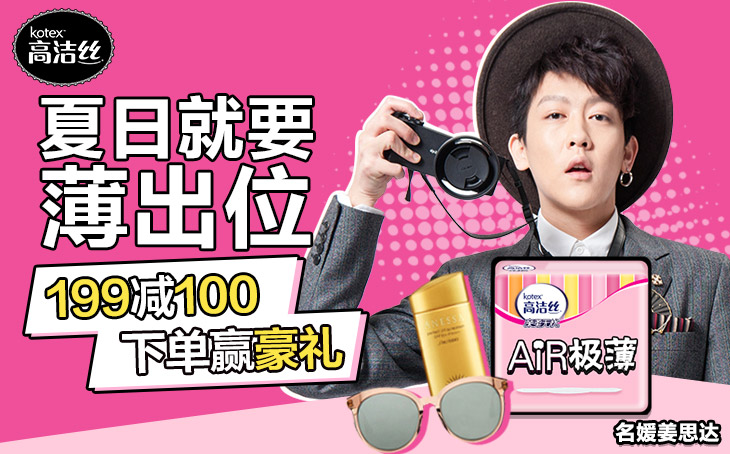 kotex
高洁丝
夏日就要
薄出位
199减100
下单赢豪礼
kotex
高洁丝
AiR极薄
名媛姜思达